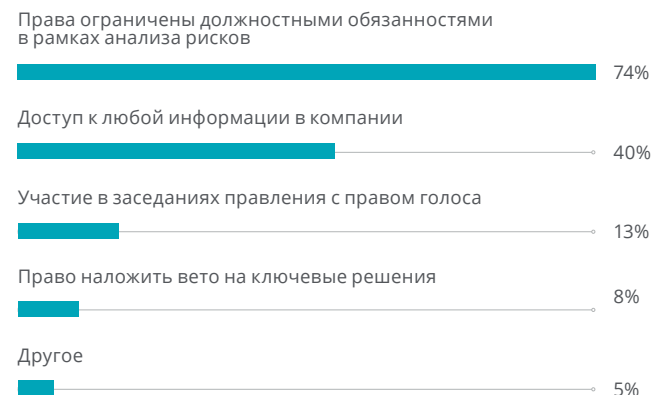 Права ограничены должностными обязанностями
в рамках анализа рисков
74%
Доступ к любой информации в компании
40%
Участие в заседаниях правления с правом голоса
13%
Право наложить вето на ключевые решения
8%
Другое
5%